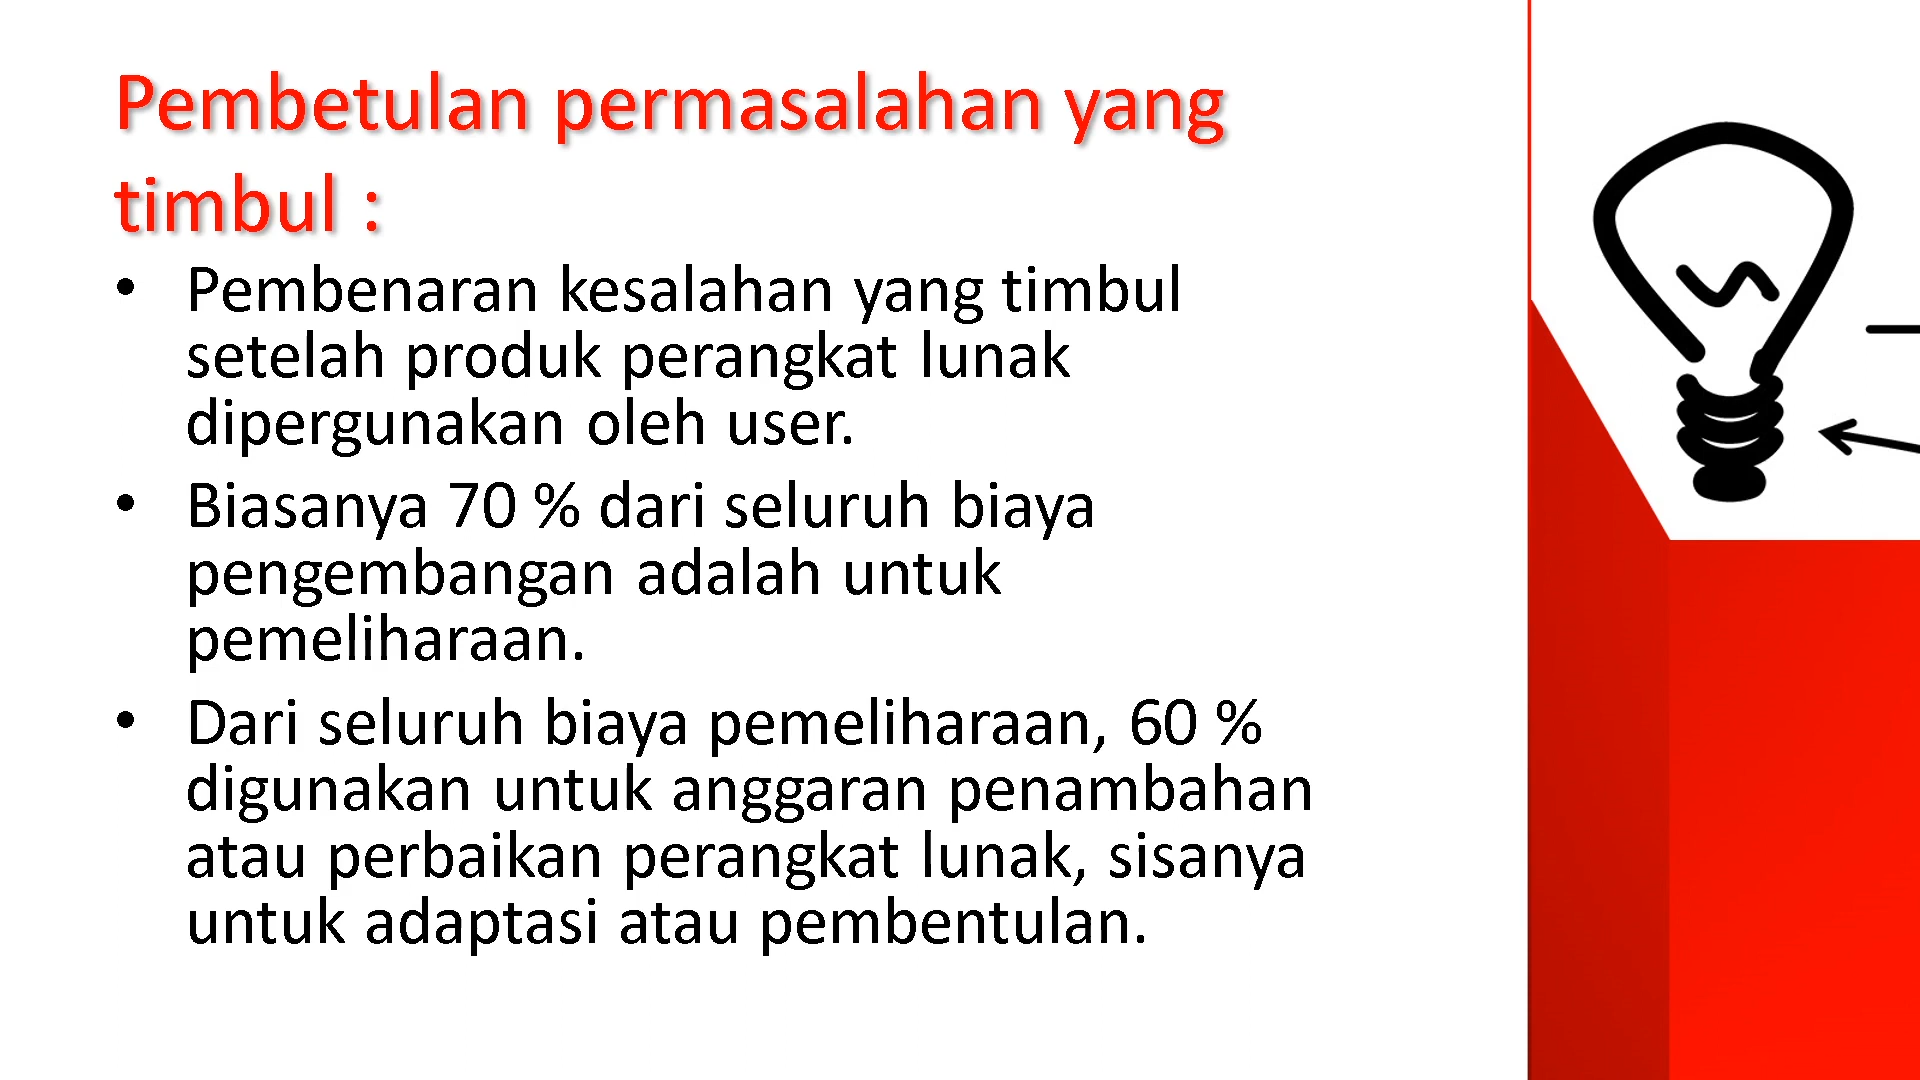 Pembetulan permasalahan yang
timbul :
• Pembenaran kesalahan yang timbul
setelah produk perangkat lunak
dipergunakan oleh user.
• Biasanya 70 % dari seluruh biaya
pengembangan adalah untuk
pemeliharaan.
• Dari seluruh biaya pemeliharaan, 60 %
digunakan untuk anggaran penambahan
atau perbaikan perangkat lunak, sisanya
untuk adaptasi atau pembentulan.